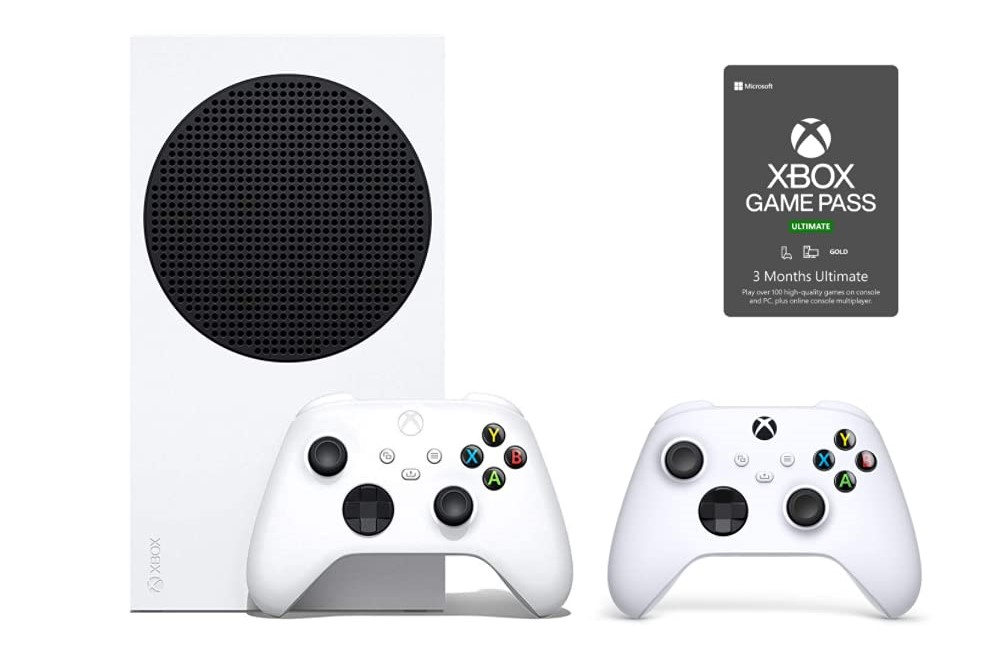 Microsoft
XBOX
GAME PASS
ULTIMATE
GOLD
3 Months Ultimate
Play over 100 high-quality games on console
and PC, plus online console multiplayer.
XBOX
Y
X
B
A
Y
X
B
A